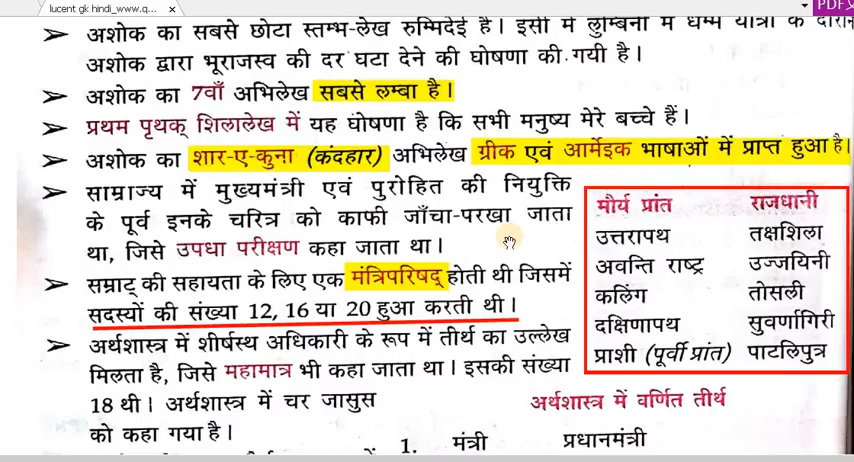 lucent gk hindi_www.q...
PDF
➤ अशोक का सबसे छोटा स्तम्भ-लेख रुम्मिदेई है। इसी में लुम्बिनी में धम्म यात्रा के दौरान
अशोक द्वारा भूराजस्व की दर घटा देने की घोषणा की गयी है।
➤ अशोक का 7वाँ अभिलेख सबसे लम्बा है।
➤ प्रथम पृथक् शिलालेख में यह घोषणा है कि सभी मनुष्य मेरे बच्चे हैं।
➤ अशोक का शार-ए-कुना (कंदहार) अभिलेख ग्रीक एवं आर्मेइक भाषाओं में प्राप्त हुआ है।
➤ साम्राज्य में मुख्यमंत्री एवं पुरोहित की नियुक्ति
के पूर्व इनके चरित्र को काफी जाँचा-परखा जाता
था, जिसे उपधा परीक्षण कहा जाता था।
➤ सम्राट् की सहायता के लिए एक मंत्रिपरिषद् होती थी जिसमें
सदस्यों की संख्या 12, 16 या 20 हुआ करती थी।
➤ अर्थशास्त्र में शीर्षस्थ अधिकारी के रूप में तीर्थ का उल्लेख
मिलता है, जिसे महामात्र भी कहा जाता था। इसकी संख्या
18 थी। अर्थशास्त्र में चर जासुस
को कहा गया है।
मौर्य प्रांत राजधानी
उत्तरापथ तक्षशिला
अवन्ति राष्ट्र उज्जयिनी
कलिंग तोसली
दक्षिणापथ सुवर्णागिरी
प्राशी (पूर्वी प्रांत) पाटलिपुत्र
अर्थशास्त्र में वर्णित तीर्थ
1. मंत्री प्रधानमंत्री